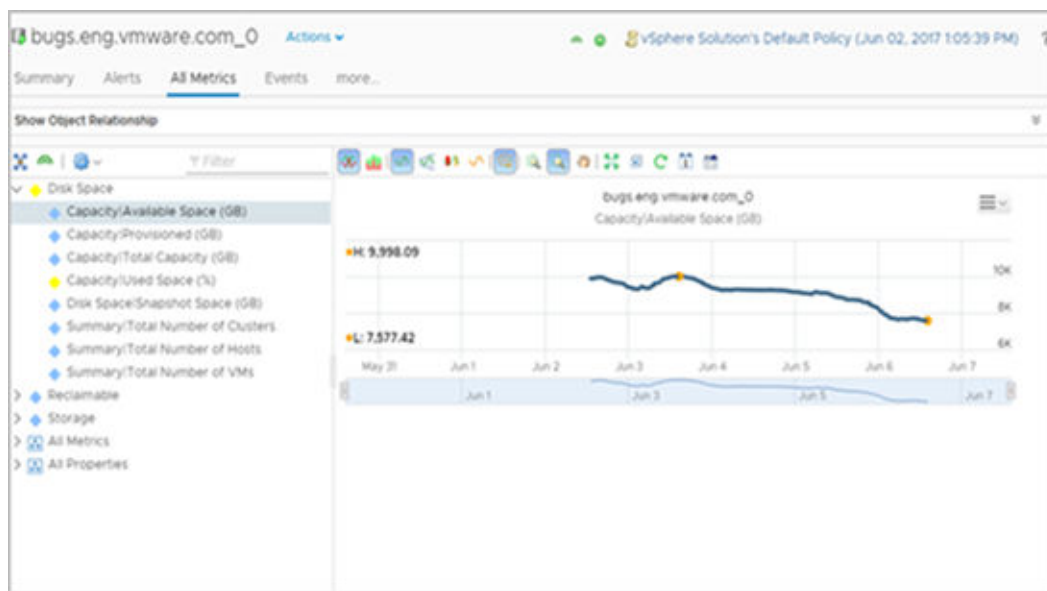 bugs.eng.vmware.com_0 Actions vSphere Solution's Default Policy (Jun 02, 2017 1:05:39 PM) ?
Summary Alerts All Metrics Events more...
Show Object Relationship
Filter
Disk Space
Capacity|Available Space (GB)
Capacity|Provisioned (GB)
Capacity|Total Capacity (GB)
Capacity|Used Space (%)
Disk Space|Snapshot Space (GB)
Summary|Total Number of Clusters
Summary|Total Number of Hosts
Summary|Total Number of VMs
Reclaimable
Storage
All Metrics
All Properties
bugs.eng.vmware.com_0
Capacity|Available Space (GB)
H: 9,998.09
10K
8K
L: 7,577.42
6K
May 31 Jun 1 Jun 2 Jun 3 Jun 4 Jun 5 Jun 6 Jun 7
Jun 1 Jun 3 Jun 5 Jun 7